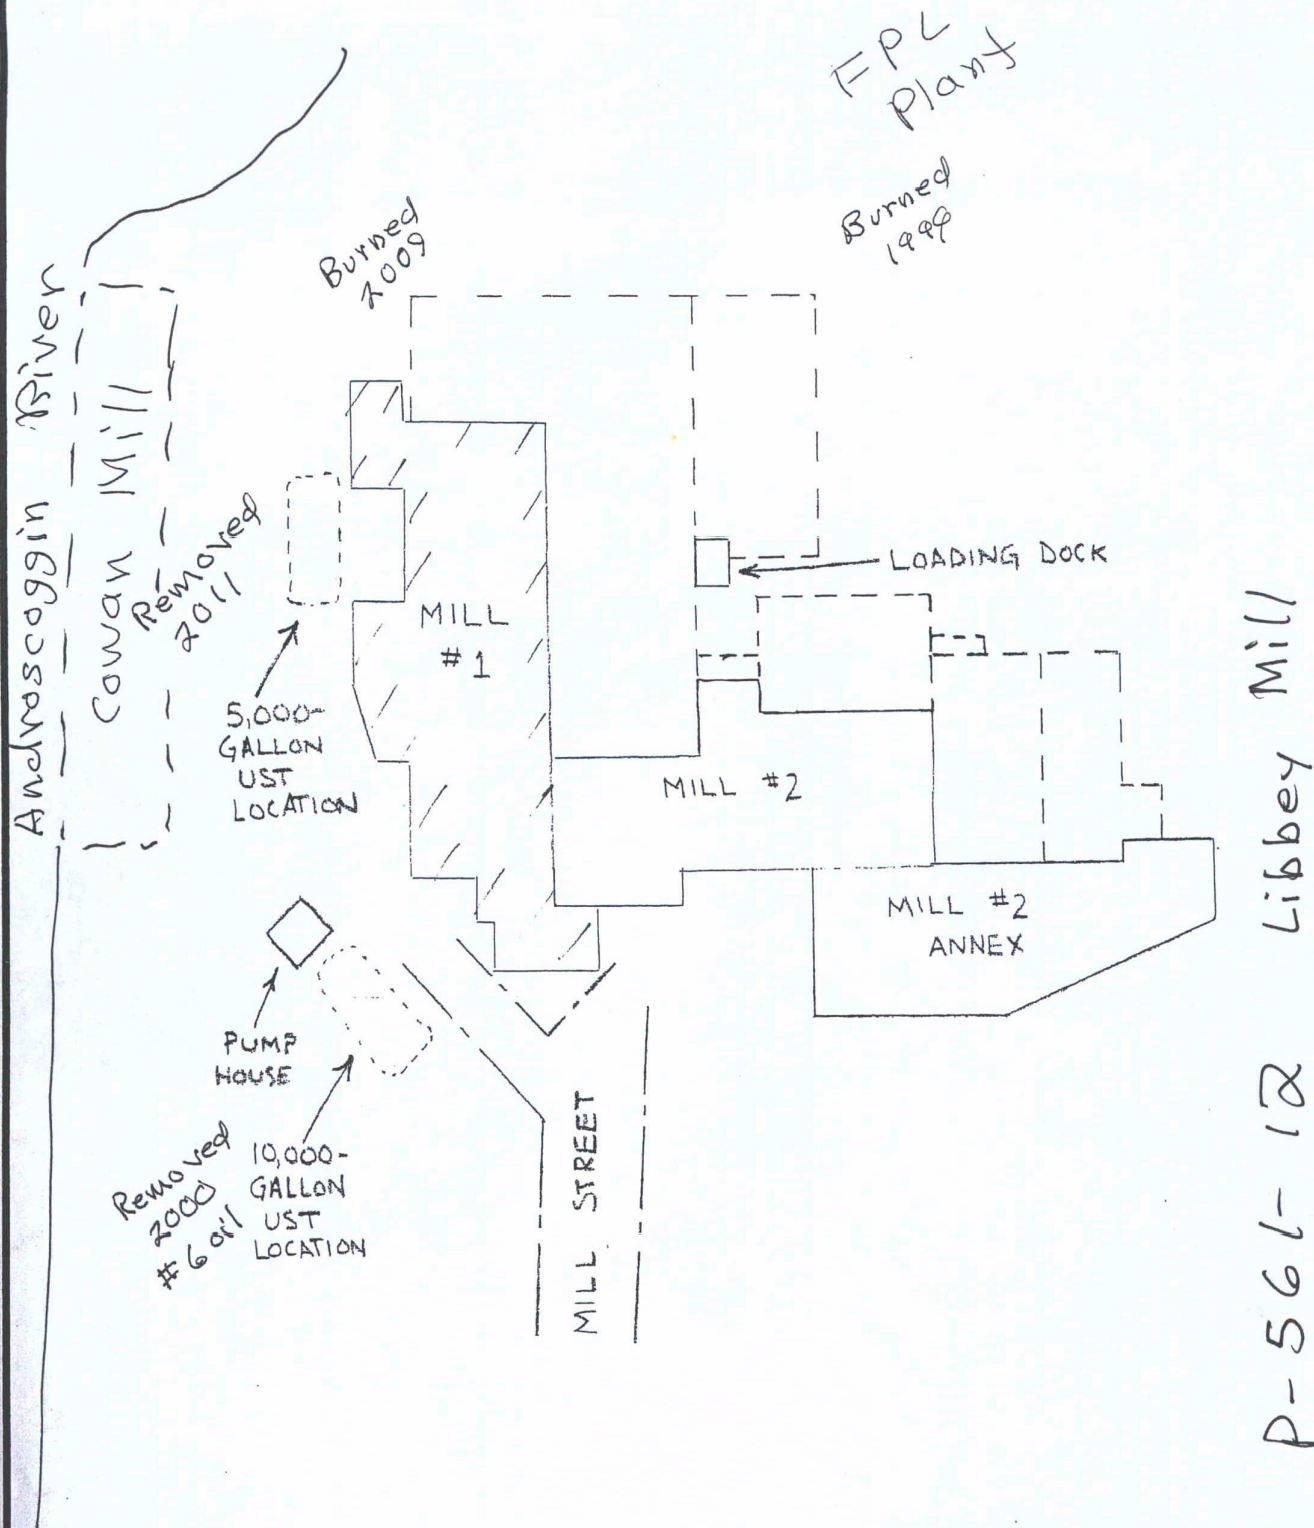 FPL
Plant
Burned
1999
Burned
2009
Androscoggin River
Cowan Mill
Removed
2011
LOADING DOCK
MILL
#1
5,000-
GALLON
UST
LOCATION
MILL #2
MILL #2
ANNEX
PUMP
HOUSE
Removed
2000
#6 oil
10,000-
GALLON
UST
LOCATION
MILL STREET
P-561-12 Libbey Mill